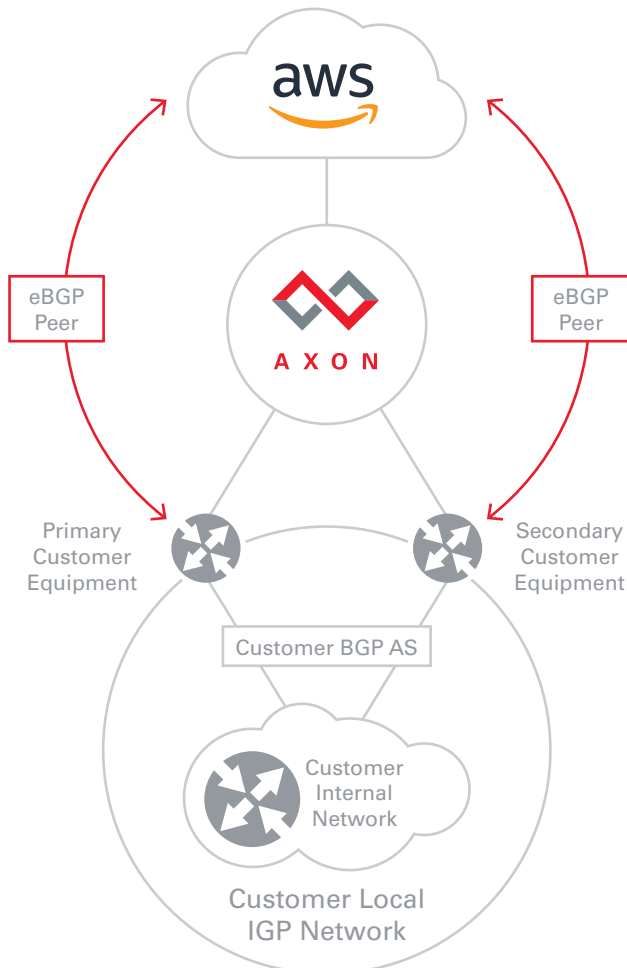 aws
eBGP
Peer
eBGP
Peer
AXON
Primary
Customer
Equipment
Secondary
Customer
Equipment
Customer BGP AS
Customer
Internal
Network
Customer Local
IGP Network